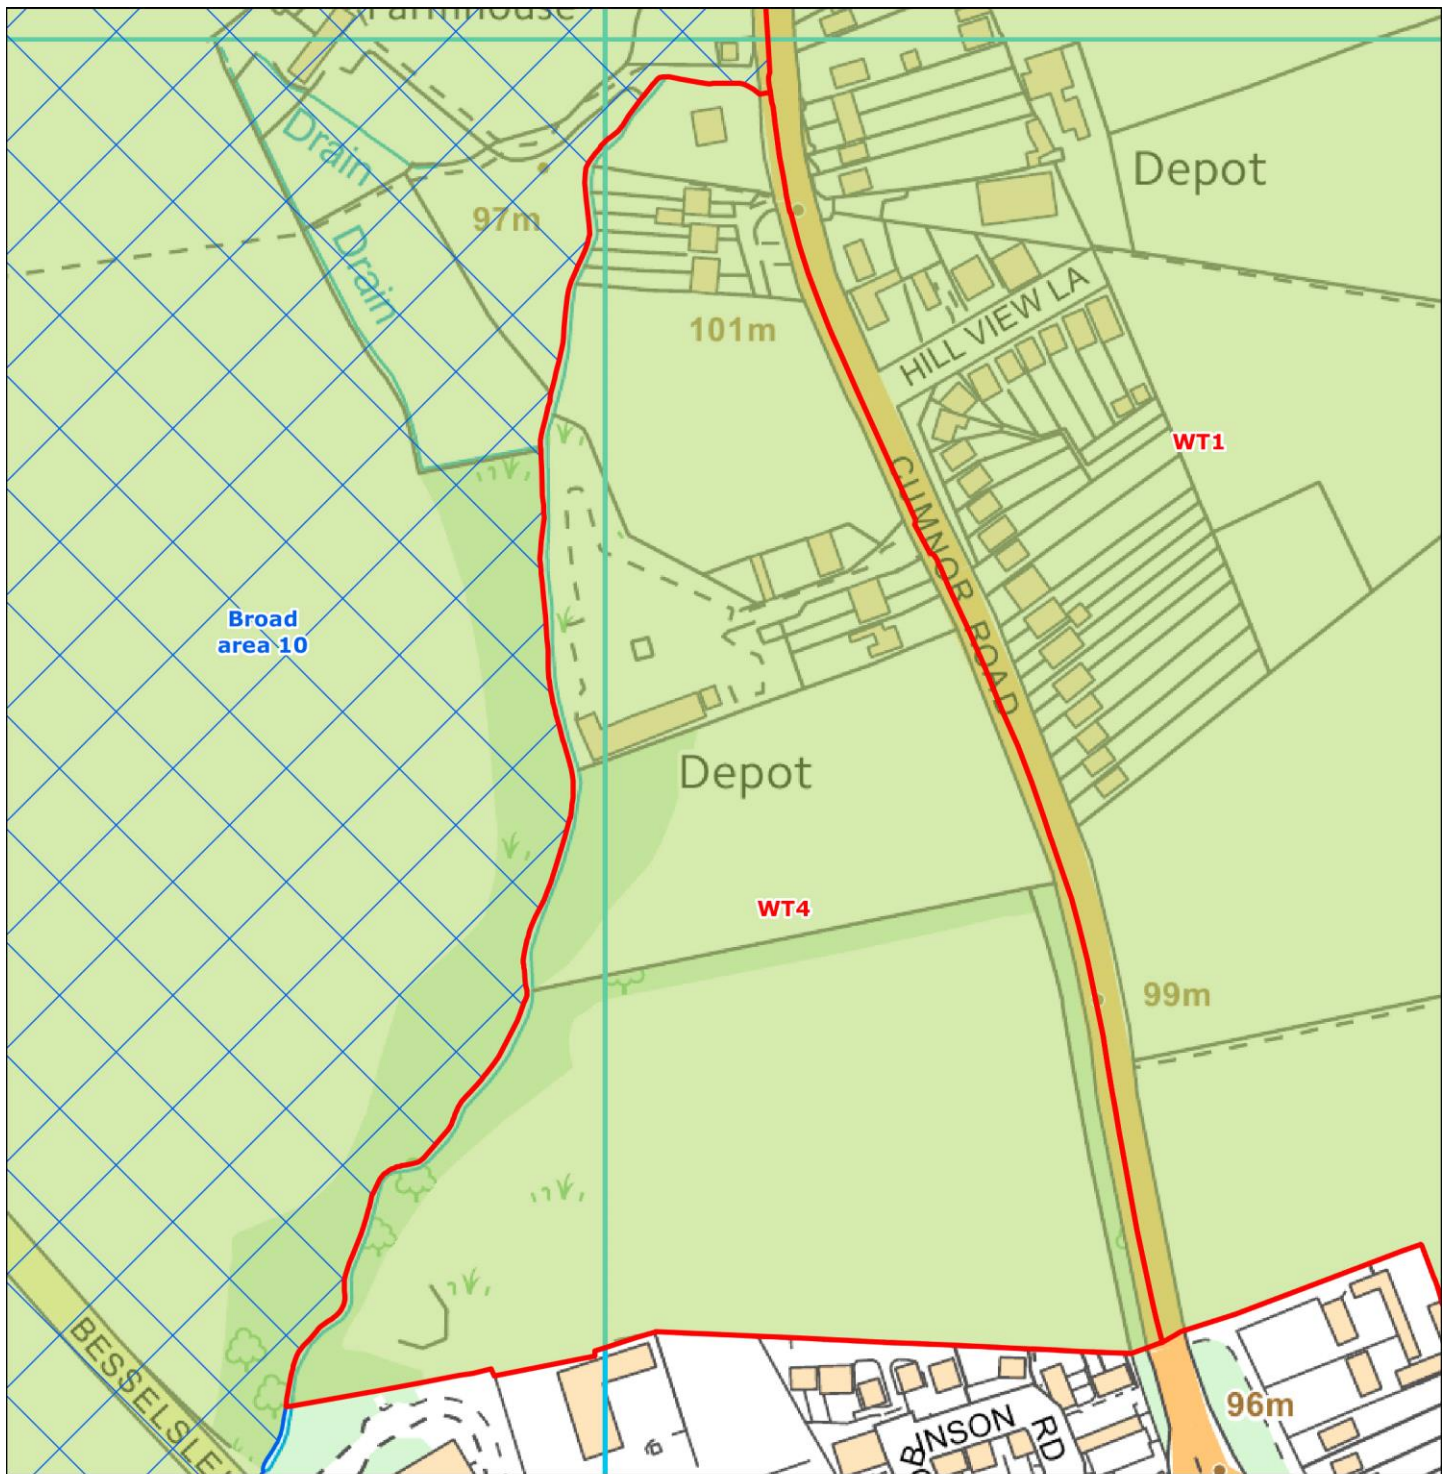 Farmhouse
Drain
Depot
97m
Drain
HILL VIEW LA
101m
WT1
CUMNOR ROAD
Broad
area 10
Depot
WT4
99m
BESSELSLE
96m
INSON RD